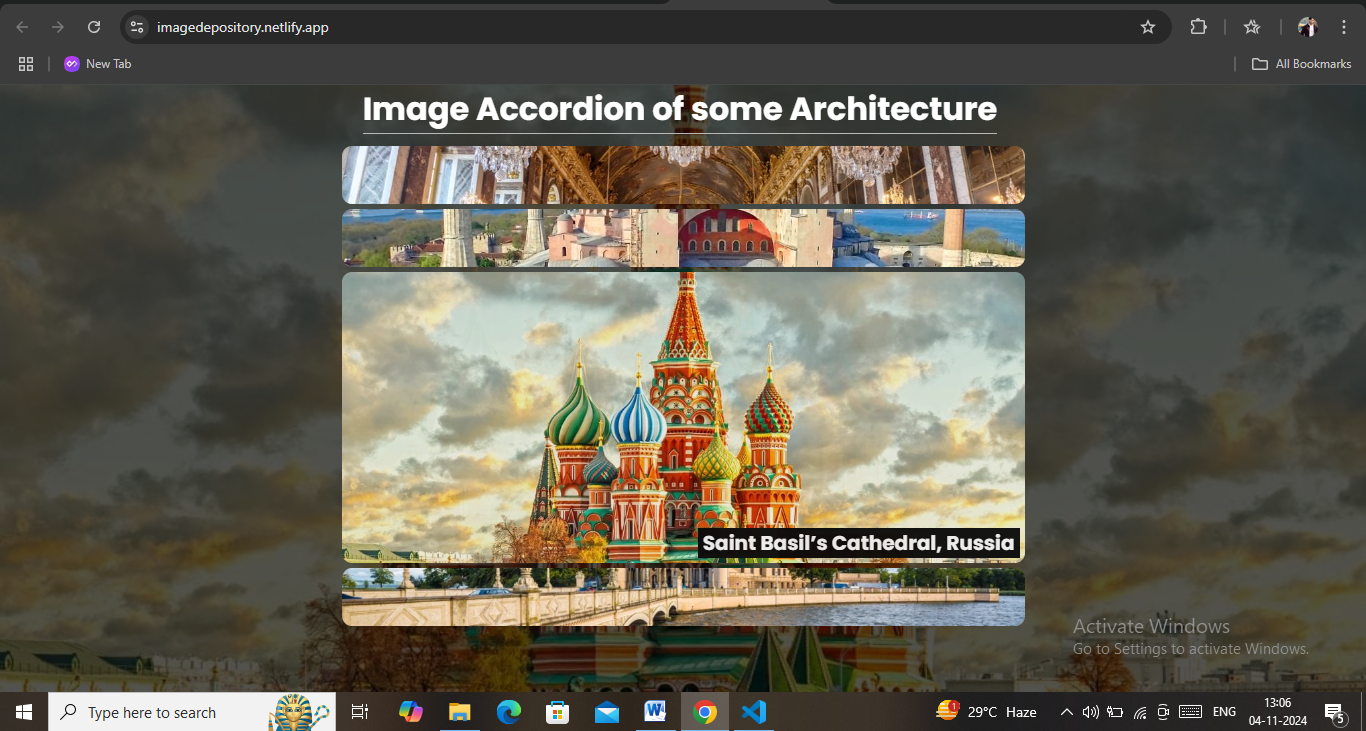 imagedepository.netlify.app
New Tab
All Bookmarks
Image Accordion of some Architecture
Saint Basil’s Cathedral, Russia
Activate Windows
Go to Settings to activate Windows.
Type here to search
W
1
29°C Haze
ENG
13:06
04-11-2024
5